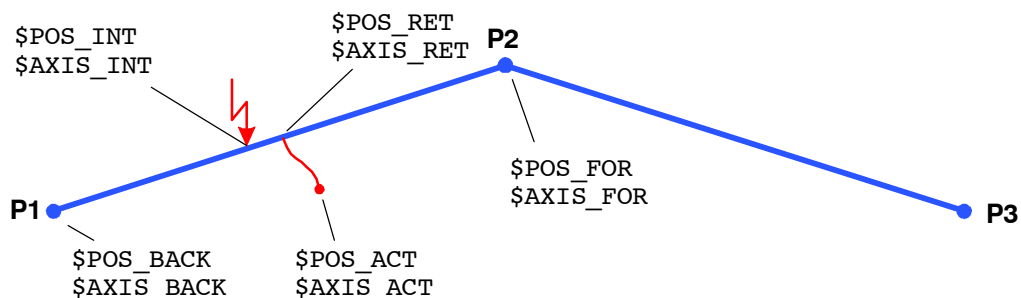 $POS_INT
$AXIS_INT
$POS_RET
$AXIS_RET
P2
$POS_FOR
$AXIS_FOR
P1
P3
$POS_BACK
$AXIS_BACK
$POS_ACT
$AXIS_ACT